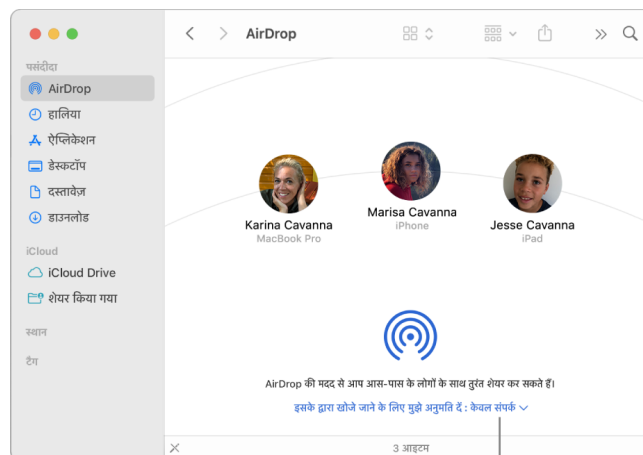 AirDrop
पसंदीदा
AirDrop
हालिया
ऐप्लिकेशन
डेस्कटॉप
दस्तावेज़
डाउनलोड
iCloud
iCloud Drive
शेयर किया गया
स्थान
टैग
Karina Cavanna
MacBook Pro
Marisa Cavanna
iPhone
Jesse Cavanna
iPad
AirDrop की मदद से आप आस-पास के लोगों के साथ तुरंत शेयर कर सकते हैं।
इसके द्वारा खोजे जाने के लिए मुझे अनुमति दें : केवल संपर्क
3 आइटम